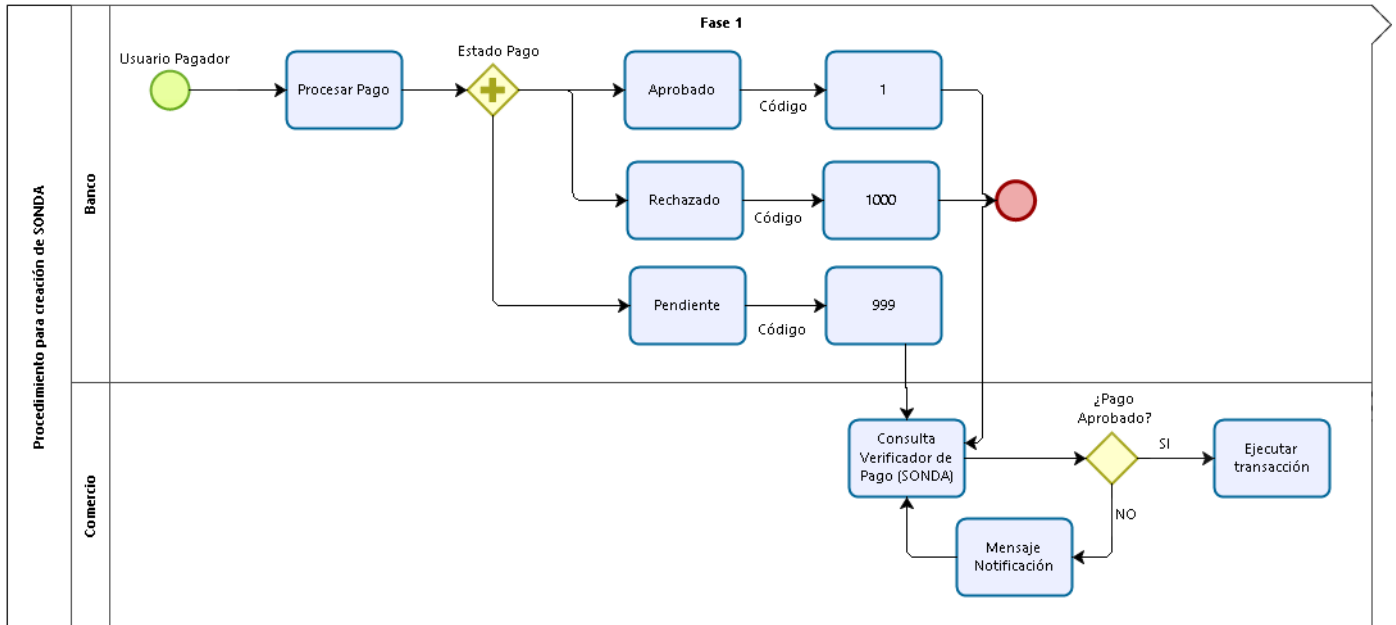 Fase 1
Procedimiento para creación de SONDA
Banco
Usuario Pagador
Procesar Pago
Estado Pago
Aprobado
Código
1
Rechazado
Código
1000
Pendiente
Código
999
Comercio
Consulta
Verificador de
Pago (SONDA)
¿Pago
Aprobado?
SI
Ejecutar
transacción
NO
Mensaje
Notificación